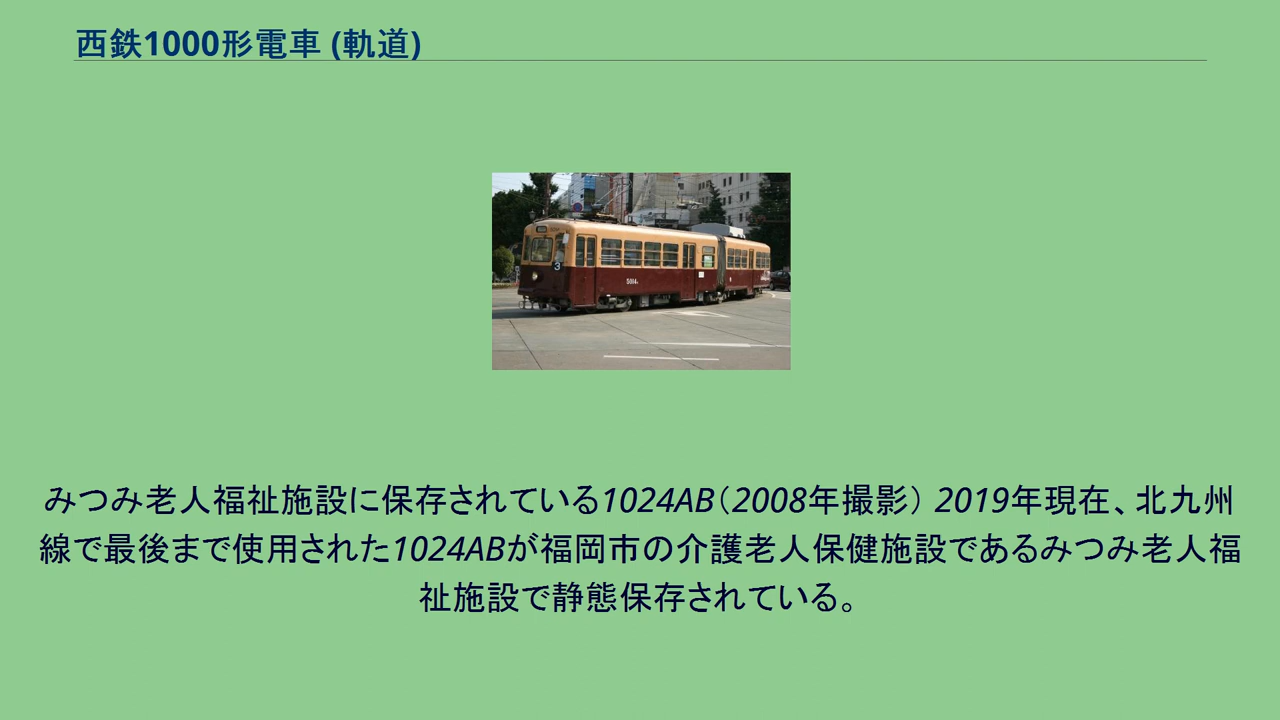 西鉄1000形電車 (軌道)
3
5014A
みつみ老人福祉施設に保存されている1024AB（2008年撮影） 2019年現在、北九州
線で最後まで使用された1024ABが福岡市の介護老人保健施設であるみつみ老人福
祉施設で静態保存されている。